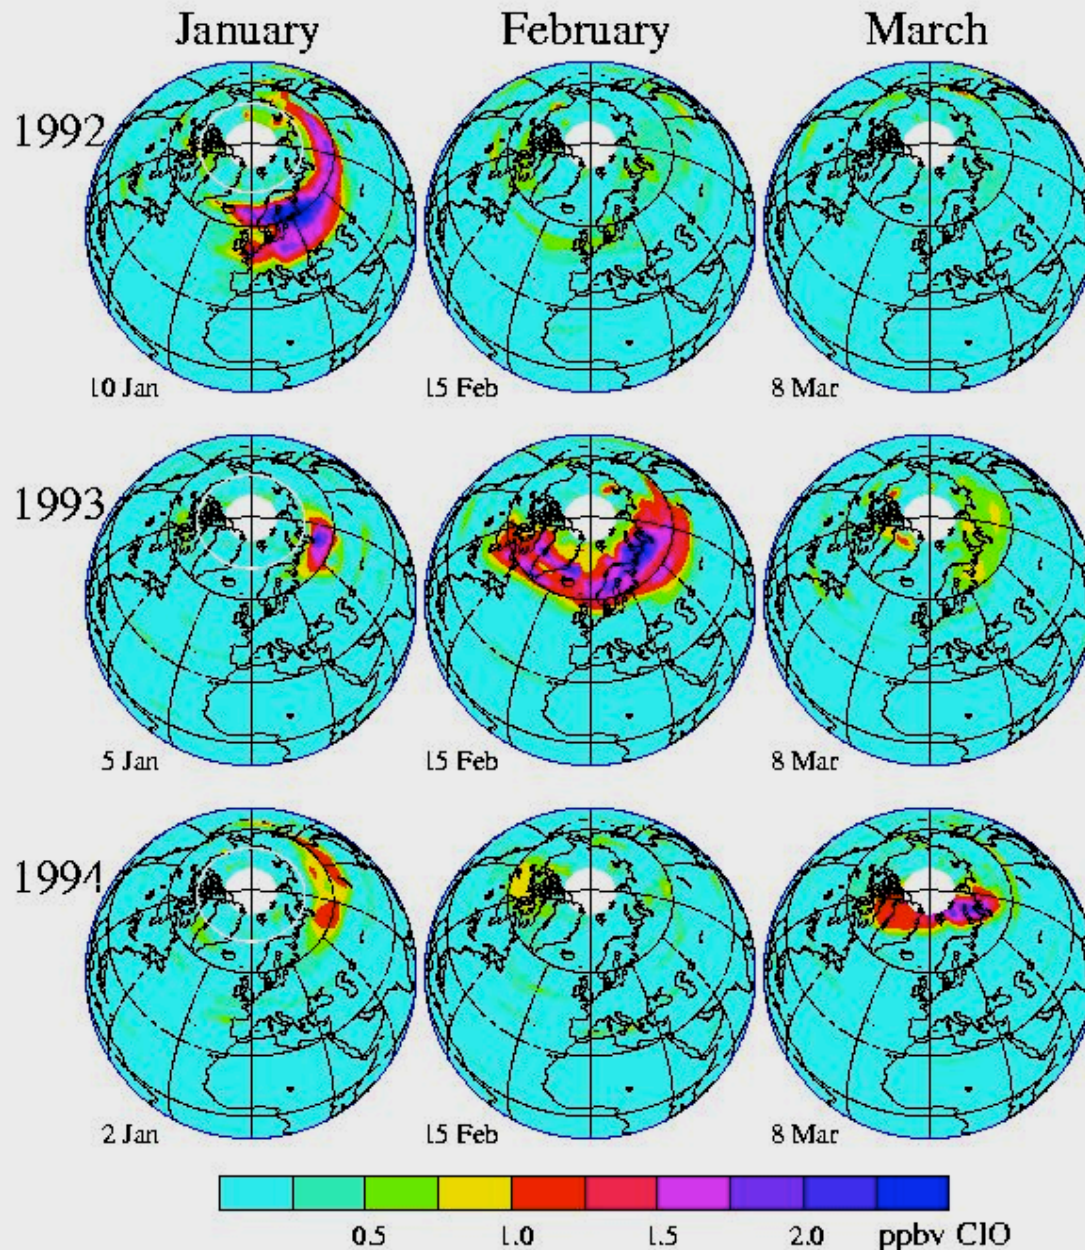 January February March
1992
10 Jan 15 Feb 8 Mar
1993
5 Jan 15 Feb 8 Mar
1994
2 Jan 15 Feb 8 Mar
0.5 1.0 1.5 2.0 ppbv ClO